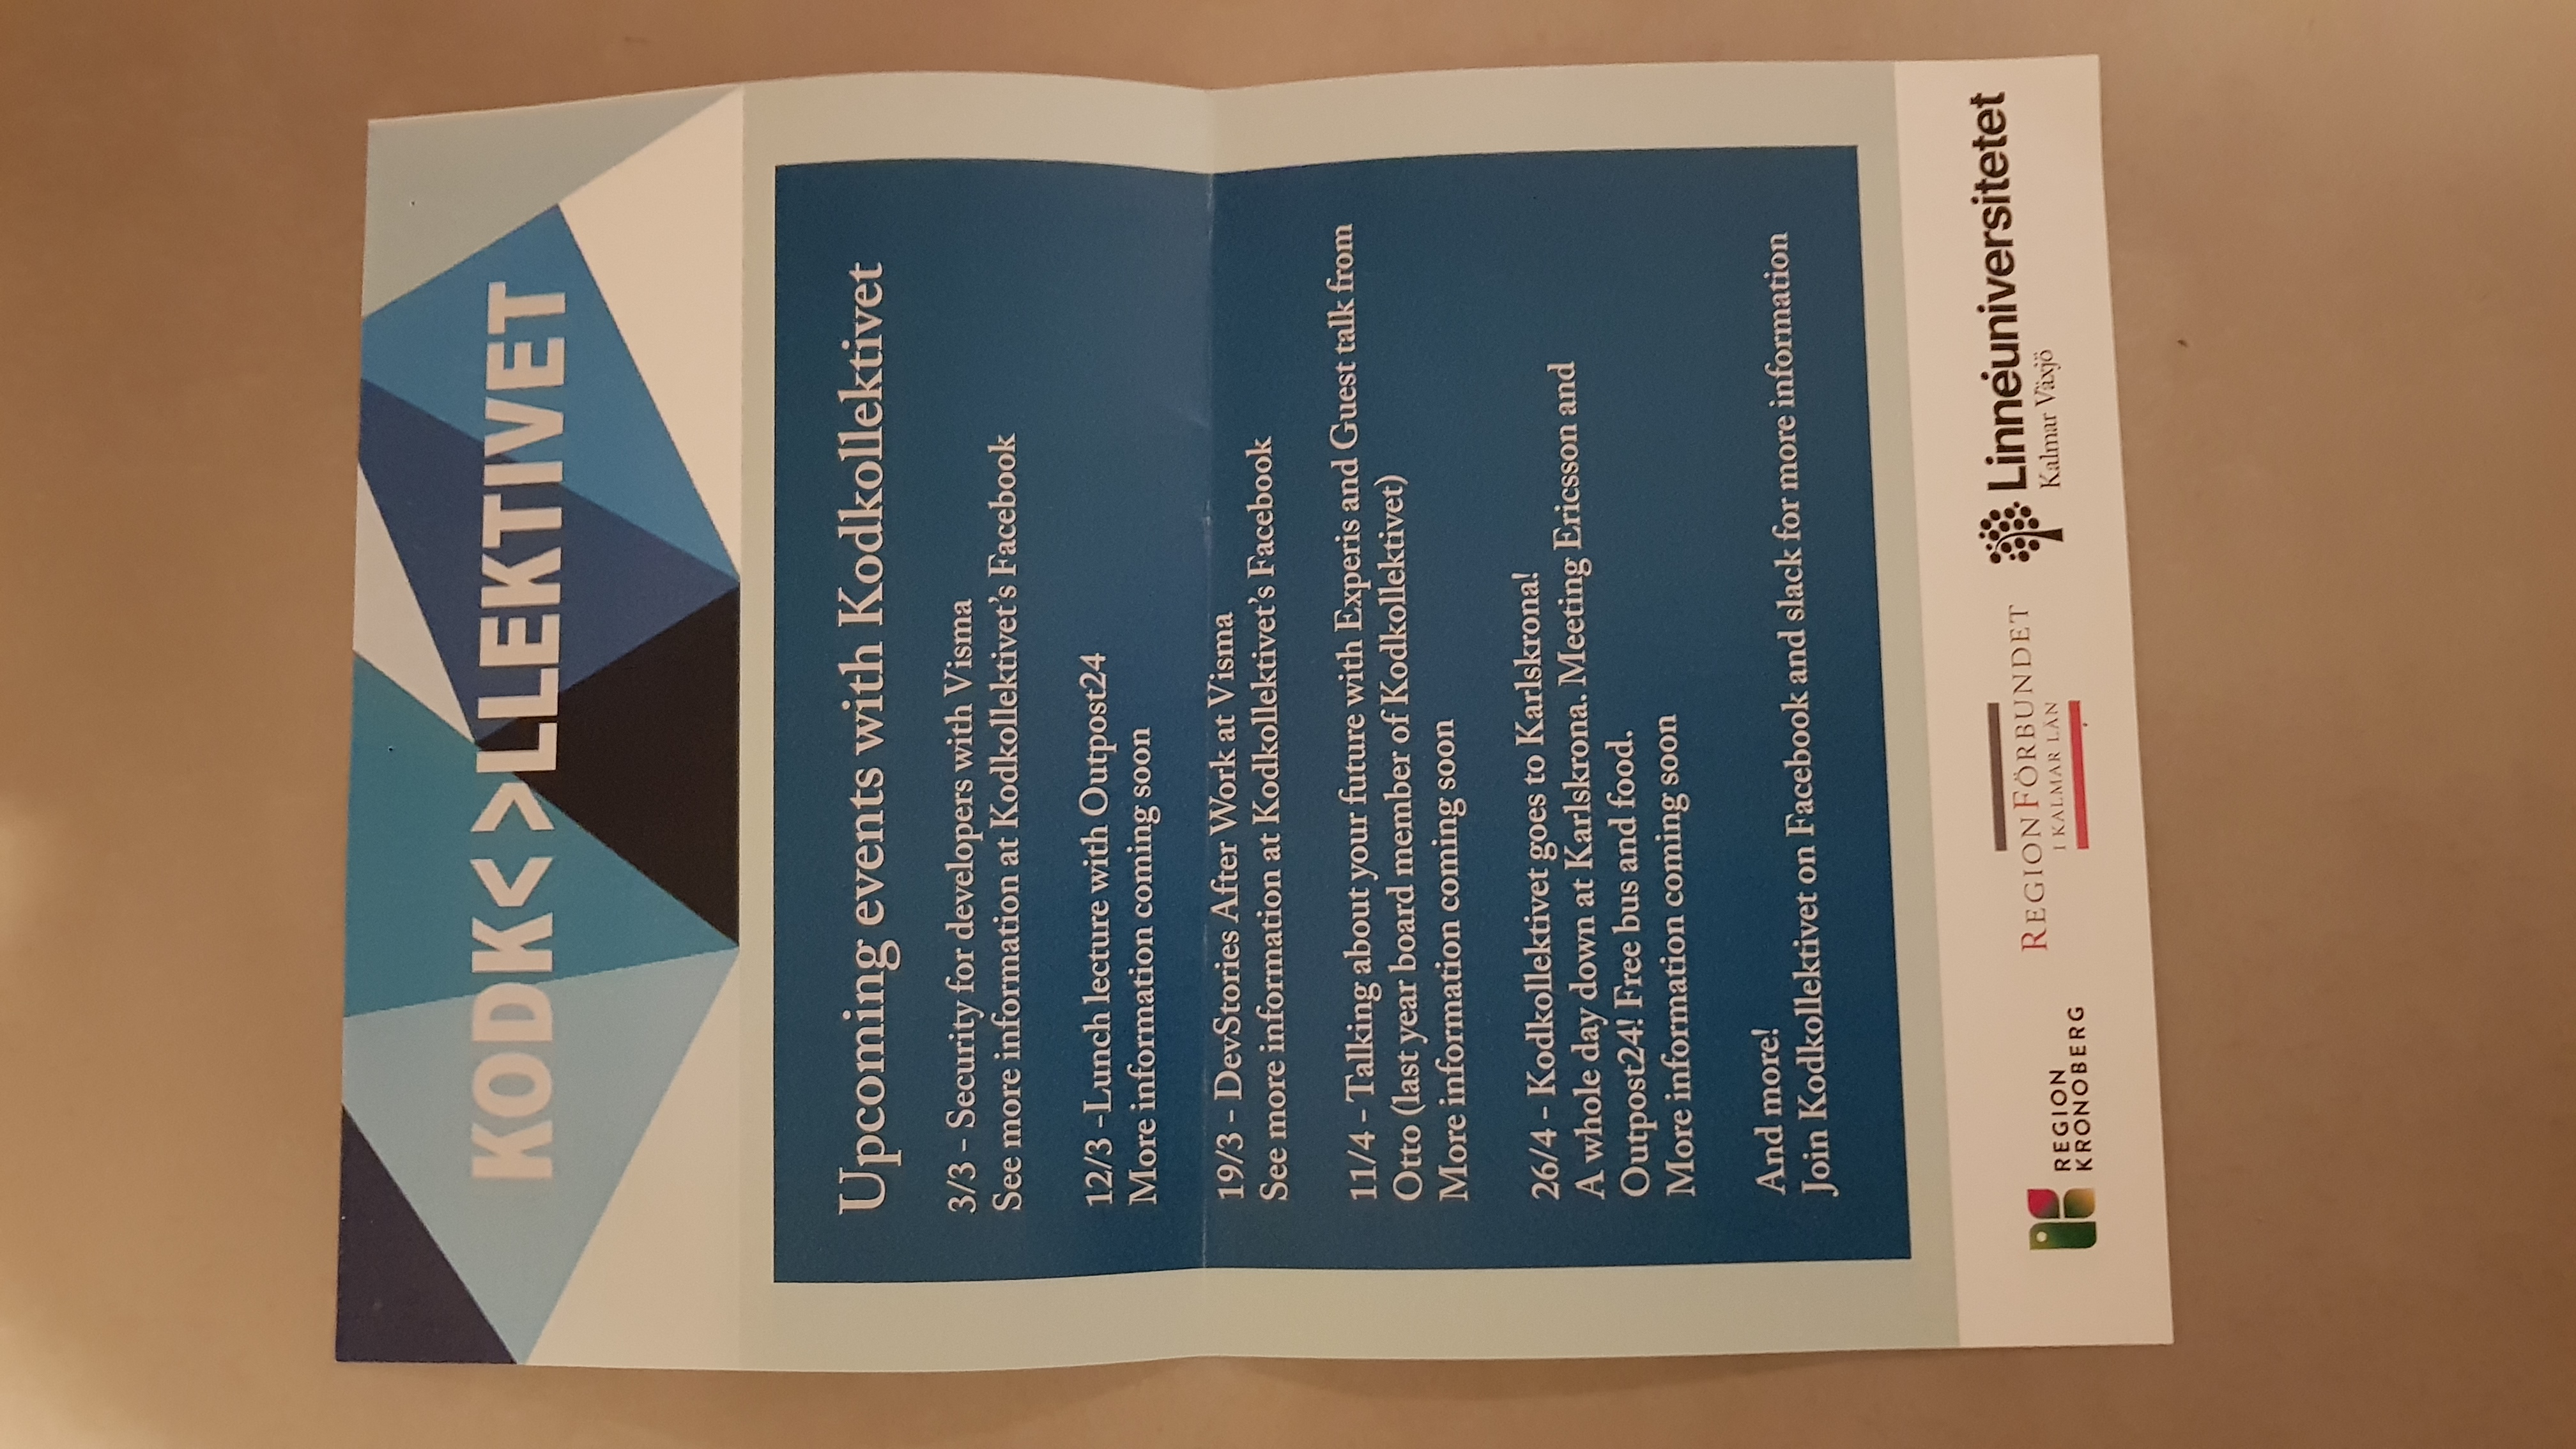 KODK<>LLEKTIVET
Upcoming events with Kodkollektivet
3/3 - Security for developers with Visma
See more information at Kodkollektivet's Facebook
12/3 -Lunch lecture with Outpost24
More information coming soon
19/3 - DevStories After Work at Visma
See more information at Kodkollektivet's Facebook
11/4 - Talking about your future with Experis and Guest talk from
Otto (last year board member of Kodkollektivet)
More information coming soon
26/4 - Kodkollektivet goes to Karlskrona!
A whole day down at Karlskrona. Meeting Ericsson and
Outpost24! Free bus and food.
More information coming soon
And more!
Join Kodkollektivet on Facebook and slack for more information
REGION
KRONOBERG
REGIONFÖRBUNDET
I KALMAR LÄN
Linnéuniversitetet
Kalmar Växjö